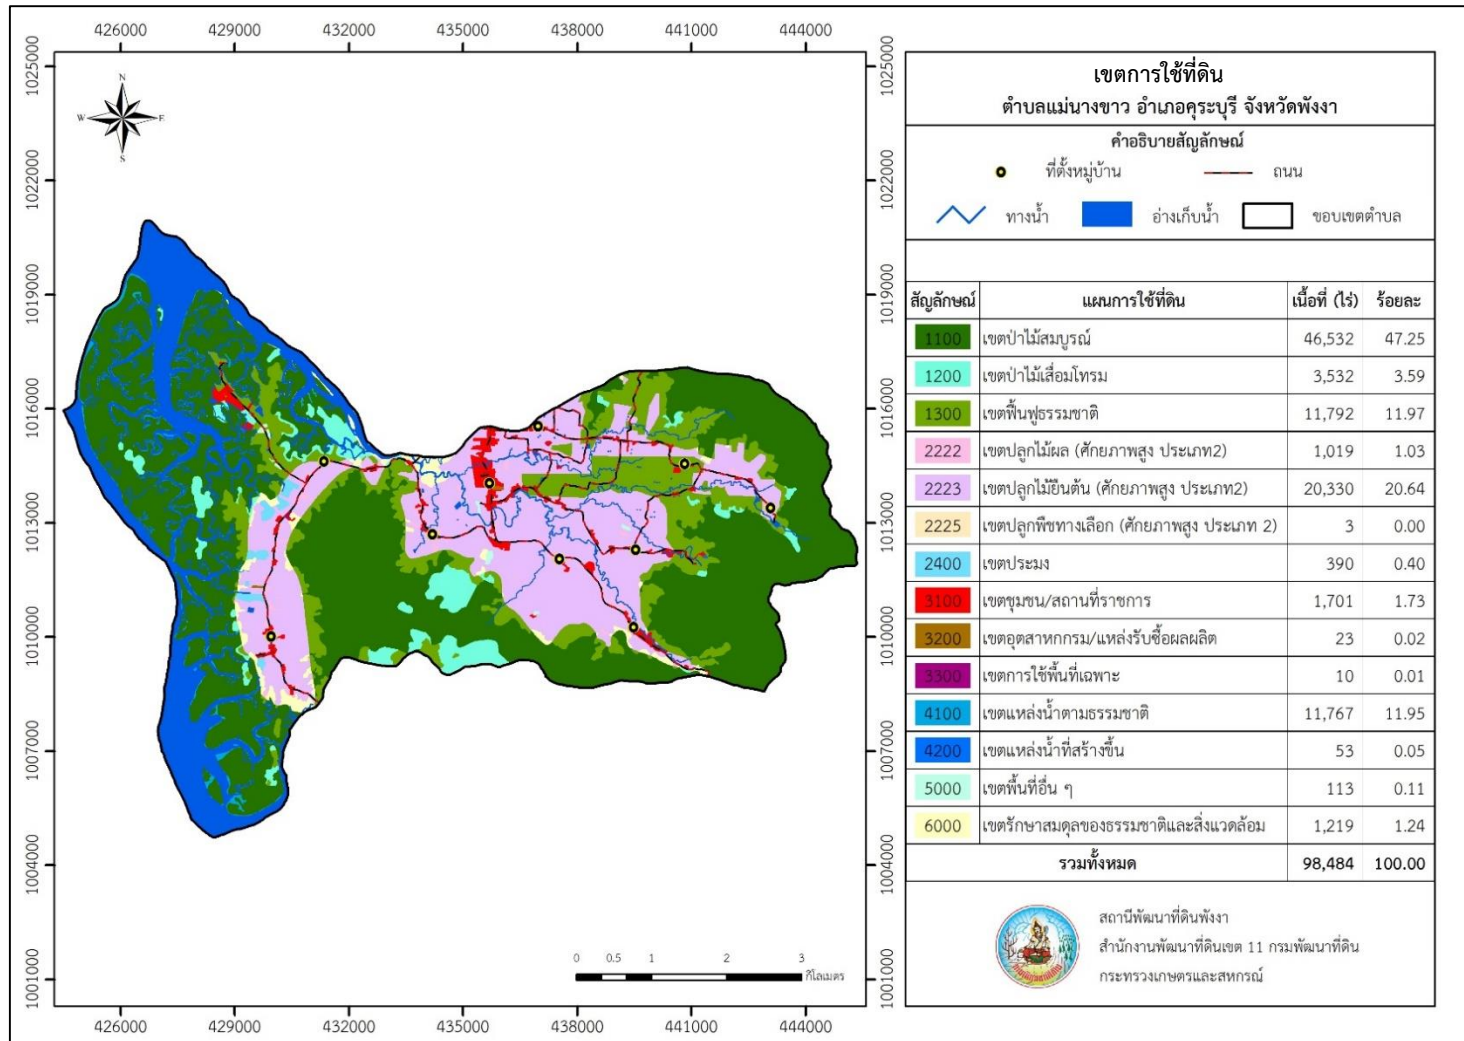 426000 429000 432000 435000 438000 441000 444000
1025000 1025000
1022000 1022000
1019000 1019000
1016000 1016000
1013000 1013000
1010000 1010000
1007000 1007000
1004000 1004000
1001000 1001000
N
W E
S
0 0.5 1 2 3
กิโลเมตร
426000 429000 432000 435000 438000 441000 444000
เขตการใช้ที่ดิน
ตำบลแม่นางขาว อำเภอคุระบุรี จังหวัดพังงา
คำอธิบายสัญลักษณ์
ที่ตั้งหมู่บ้าน ถนน
ทางน้ำ อ่างเก็บน้ำ ขอบเขตตำบล
สัญลักษณ์ แผนการใช้ที่ดิน เนื้อที่ (ไร่) ร้อยละ
1100 เขตป่าไม้สมบูรณ์ 46,532 47.25
1200 เขตป่าไม้เสื่อมโทรม 3,532 3.59
1300 เขตฟื้นฟูธรรมชาติ 11,792 11.97
2222 เขตปลูกไม้ผล (ศักยภาพสูง ประเภท2) 1,019 1.03
2223 เขตปลูกไม้ยืนต้น (ศักยภาพสูง ประเภท2) 20,330 20.64
2225 เขตปลูกพืชทางเลือก (ศักยภาพสูง ประเภท 2) 3 0.00
2400 เขตประมง 390 0.40
3100 เขตชุมชน/สถานที่ราชการ 1,701 1.73
3200 เขตอุตสาหกกรม/แหล่งรับซื้อผลผลิต 23 0.02
3300 เขตการใช้พื้นที่เฉพาะ 10 0.01
4100 เขตแหล่งน้ำตามธรรมชาติ 11,767 11.95
4200 เขตแหล่งน้ำที่สร้างขึ้น 53 0.05
5000 เขตพื้นที่อื่น ๆ 113 0.11
6000 เขตรักษาสมดุลของธรรมชาติและสิ่งแวดล้อม 1,219 1.24
รวมทั้งหมด 98,484 100.00
สถานีพัฒนาที่ดินพังงา
สำนักงานพัฒนาที่ดินเขต 11 กรมพัฒนาที่ดิน
กระทรวงเกษตรและสหกรณ์